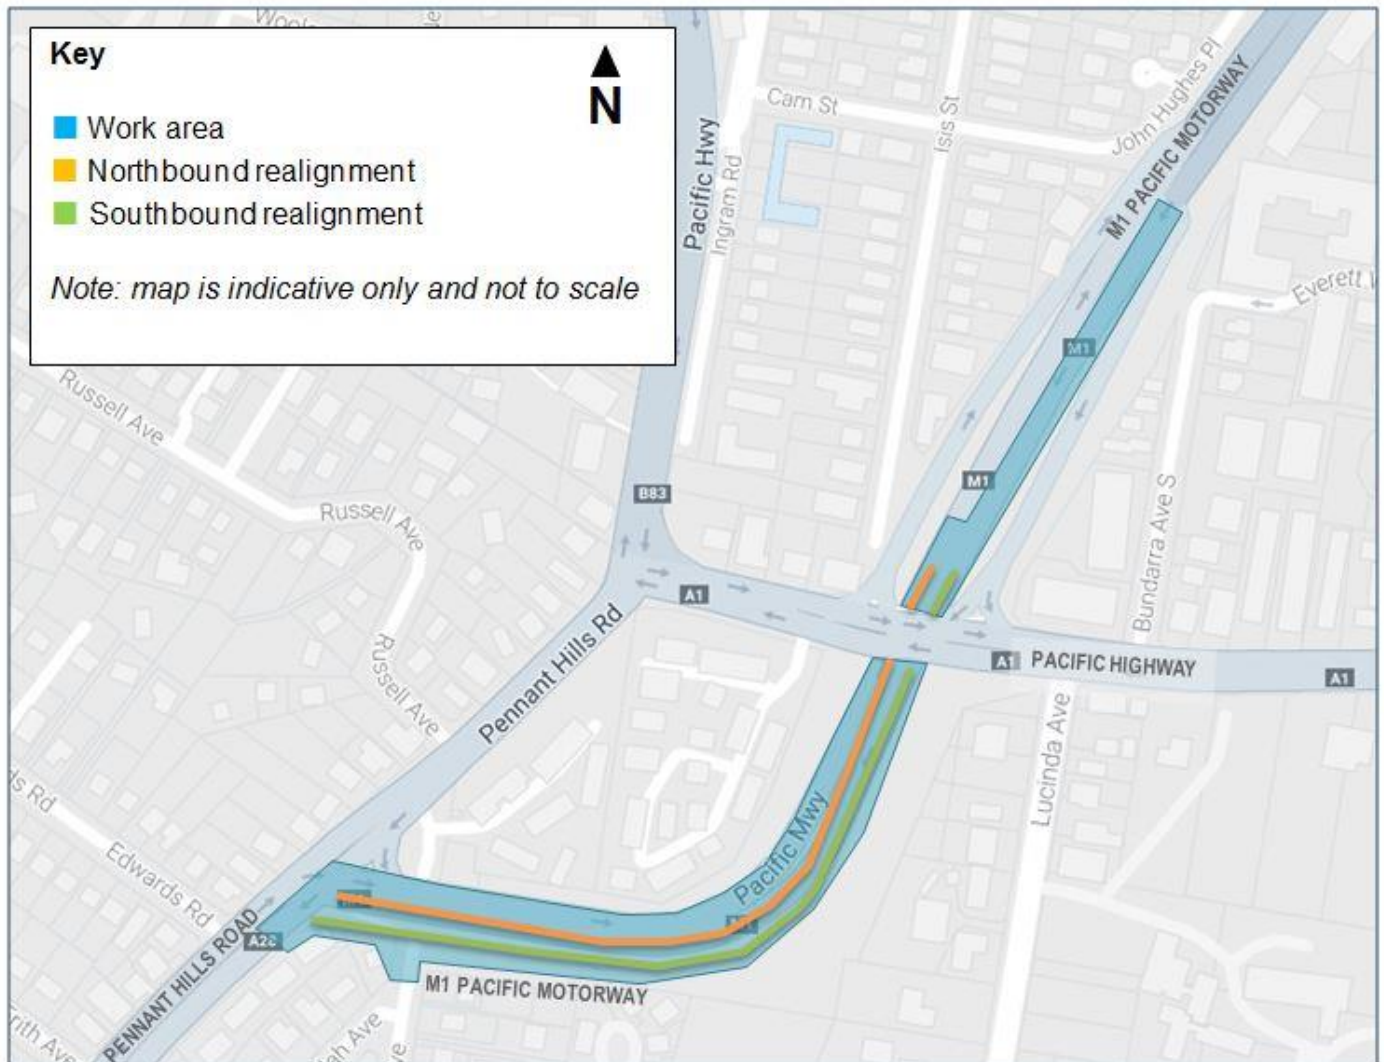 Key
N
Work area
Northbound realignment
Southbound realignment
Note: map is indicative only and not to scale
Carn St
Isis St
John Hughes Pl
M1 PACIFIC MOTORWAY
Pacific Hwy
Ingram Rd
Everett
M1
Russell Ave
M1
B83
Russell Ave
Bundarra Ave S
A1
Pennant Hills Rd
Russell Ave
A1
PACIFIC HIGHWAY
A1
Lucinda Ave
Pacific Mwy
Edwards Rd
M1
A28
PENNANT HILLS ROAD
M1 PACIFIC MOTORWAY